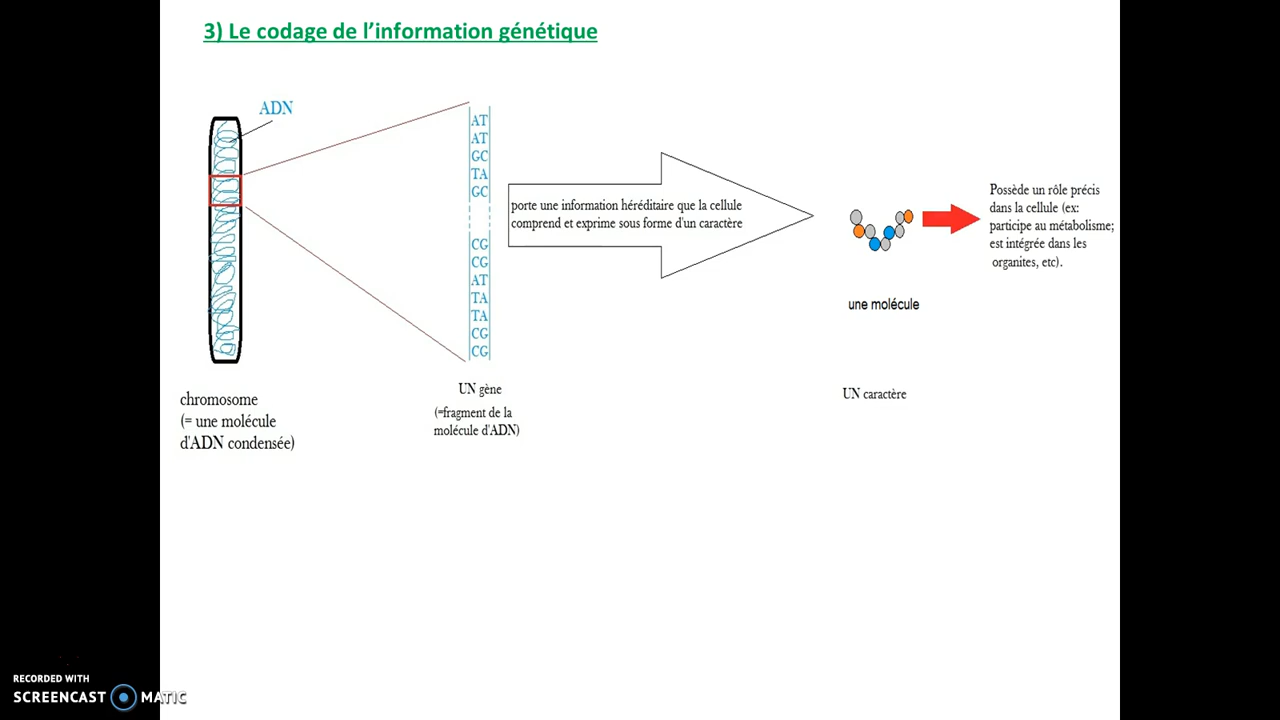 3) Le codage de l’information génétique
ADN
AT
AT
GC
TA
GC
CG
CG
AT
TA
TA
CG
CG
porte une information héréditaire que la cellule
comprend et exprime sous forme d'un caractère
Possède un rôle précis
dans la cellule (ex:
participe au métabolisme;
est intégrée dans les
organites, etc).
une molécule
chromosome
(= une molécule
d'ADN condensée)
UN gène
(=fragment de la
molécule d'ADN)
UN caractère
RECORDED WITH
SCREENCAST MATIC